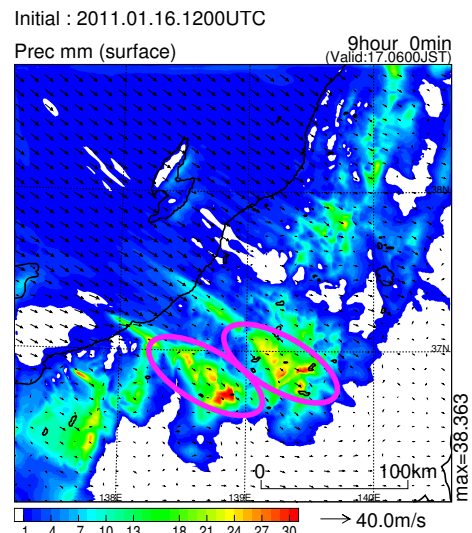 Initial : 2011.01.16.1200UTC
Prec mm (surface)
9hour 0min
(Valid:17.0600JST)
38N
37N
0 100km
138E 139E 140E
max=38.363
1 4 7 10 13 18 21 24 27 30
40.0m/s